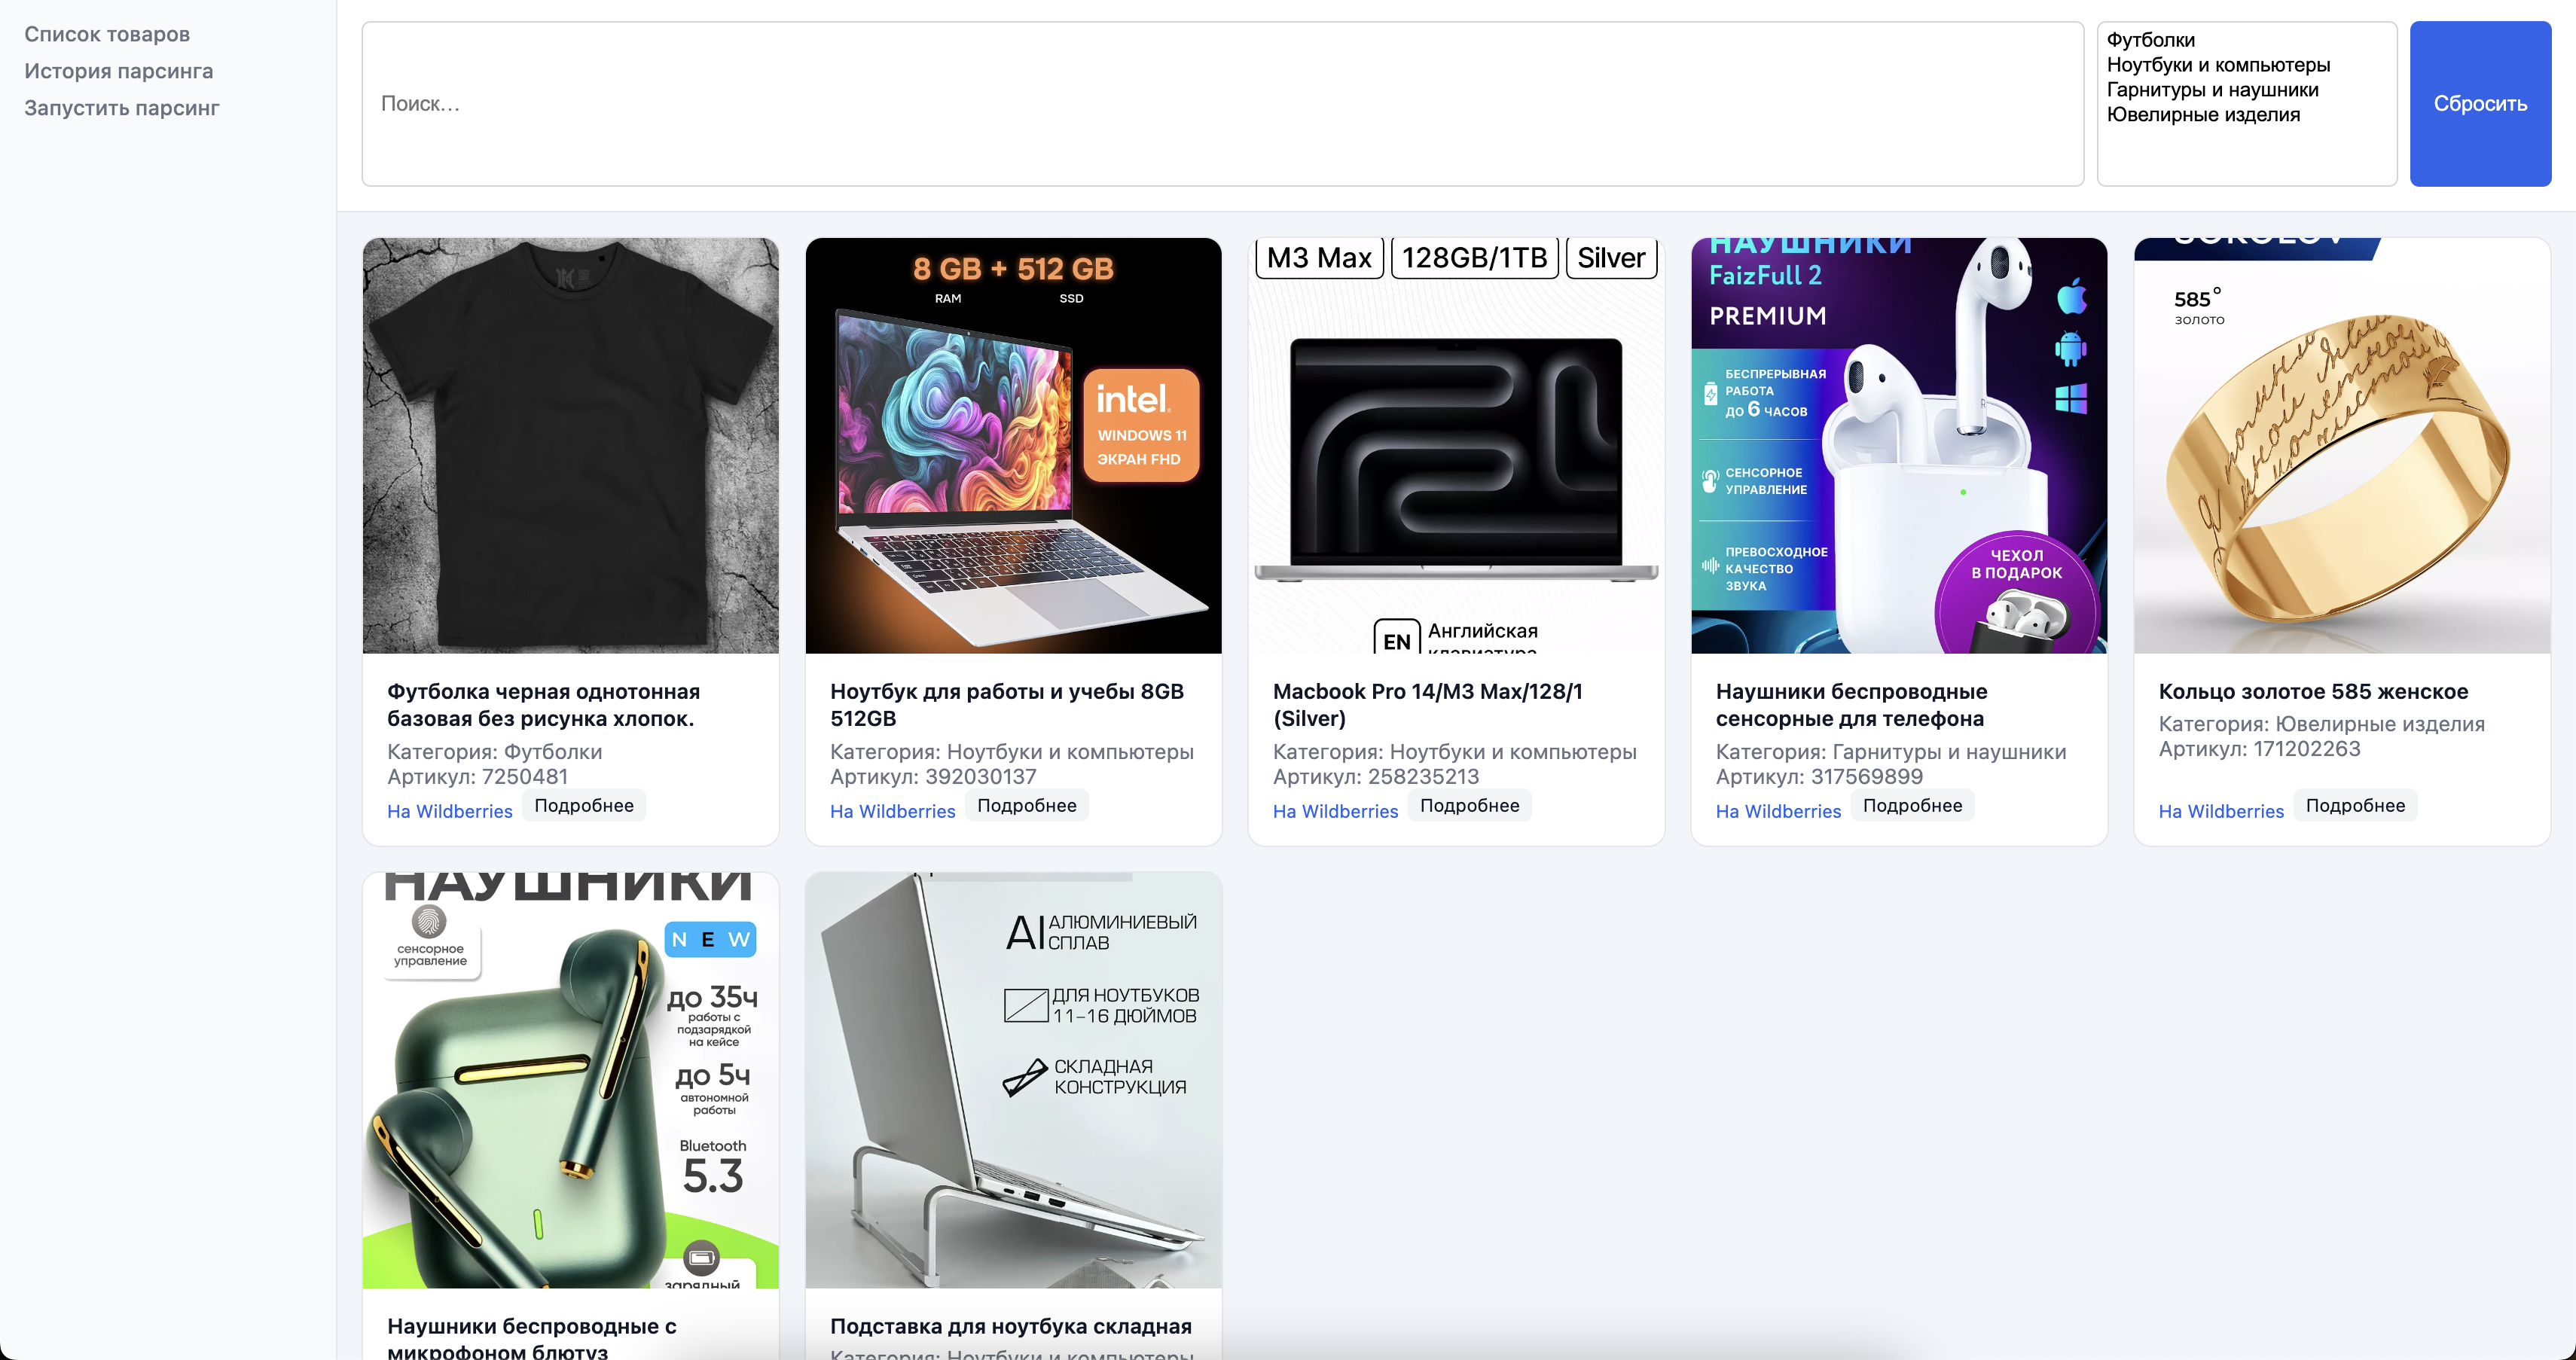 Список товаров
История парсинга
Запустить парсинг
Поиск...
Футболки
Ноутбуки и компьютеры
Гарнитуры и наушники
Ювелирные изделия
Сбросить
8 GB + 512 GB
RAM SSD
intel.
WINDOWS 11
ЭКРАН FHD
M3 Max 128GB/1TB Silver
EN Английская
клавиатура
НАУШНИКИ
FaizFull 2
PREMIUM
БЕСПРЕРЫВНАЯ
РАБОТА
ДО 6 ЧАСОВ
СЕНСОРНОЕ
УПРАВЛЕНИЕ
ПРЕВОСХОДНОЕ
КАЧЕСТВО
ЗВУКА
ЧЕХОЛ
В ПОДАРОК
SOKOLOV
585°
золото
Футболка черная однотонная
базовая без рисунка хлопок.
Категория: Футболки
Артикул: 7250481
На Wildberries Подробнее
Ноутбук для работы и учебы 8GB
512GB
Категория: Ноутбуки и компьютеры
Артикул: 392030137
На Wildberries Подробнее
Macbook Pro 14/M3 Max/128/1
(Silver)
Категория: Ноутбуки и компьютеры
Артикул: 258235213
На Wildberries Подробнее
Наушники беспроводные
сенсорные для телефона
Категория: Гарнитуры и наушники
Артикул: 317569899
На Wildberries Подробнее
Кольцо золотое 585 женское
Категория: Ювелирные изделия
Артикул: 171202263
На Wildberries Подробнее
НАУШНИКИ
сенсорное
управление
NEW
до 35ч
работы с
подзарядкой
на кейсе
до 5ч
автономной
работы
Bluetooth
5.3
зарядный
Al АЛЮМИНИЕВЫЙ
СПЛАВ
ДЛЯ НОУТБУКОВ
11-16 ДЮЙМОВ
СКЛАДНАЯ
КОНСТРУКЦИЯ
Наушники беспроводные с
микрофоном блютуз
Подставка для ноутбука складная
Категория: Ноутбуки и компьютеры